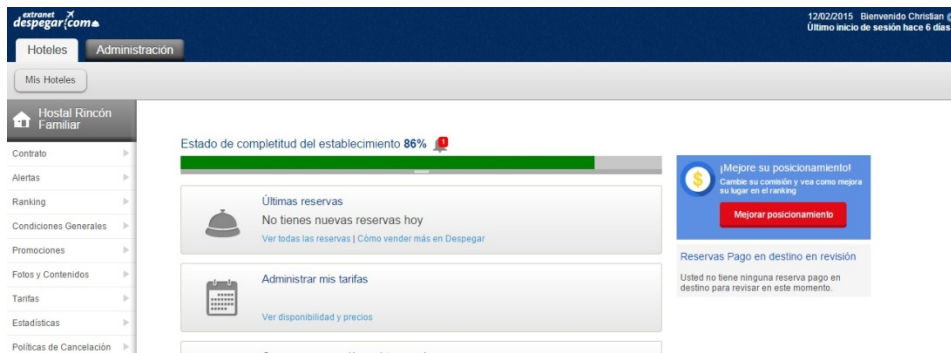 extranet
despegar.com
12/02/2015 Bienvenido Christian
Último inicio de sesión hace 6 días
Hoteles Administración
Mis Hoteles
Hostal Rincón
Familiar
Contrato
Alertas
Ranking
Condiciones Generales
Promociones
Fotos y Contenidos
Tarifas
Estadísticas
Políticas de Cancelación
Estado de completitud del establecimiento 86% 1
Últimas reservas
No tienes nuevas reservas hoy
Ver todas las reservas | Cómo vender más en Despegar
Administrar mis tarifas
Ver disponibilidad y precios
¡Mejore su posicionamiento!
Cambie su comisión y vea como mejora
su lugar en el ranking
Mejorar posicionamiento
Reservas Pago en destino en revisión
Usted no tiene ninguna reserva pago en
destino para revisar en este momento.